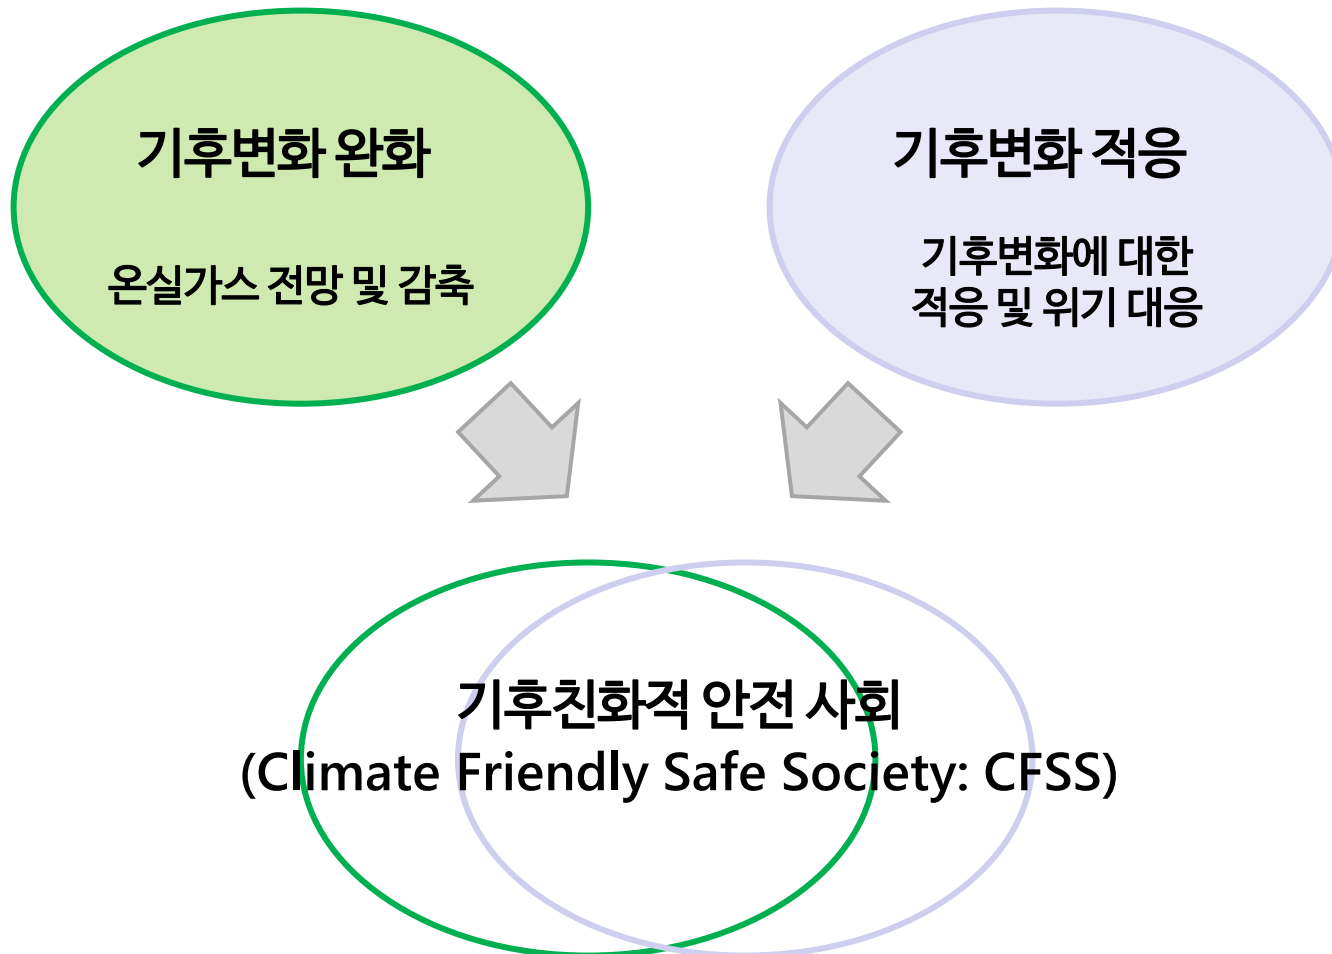 기후변화 완화
온실가스 전망 및 감축
기후변화 적응
기후변화에 대한
적응 및 위기 대응
기후친화적 안전 사회
(Climate Friendly Safe Society: CFSS)